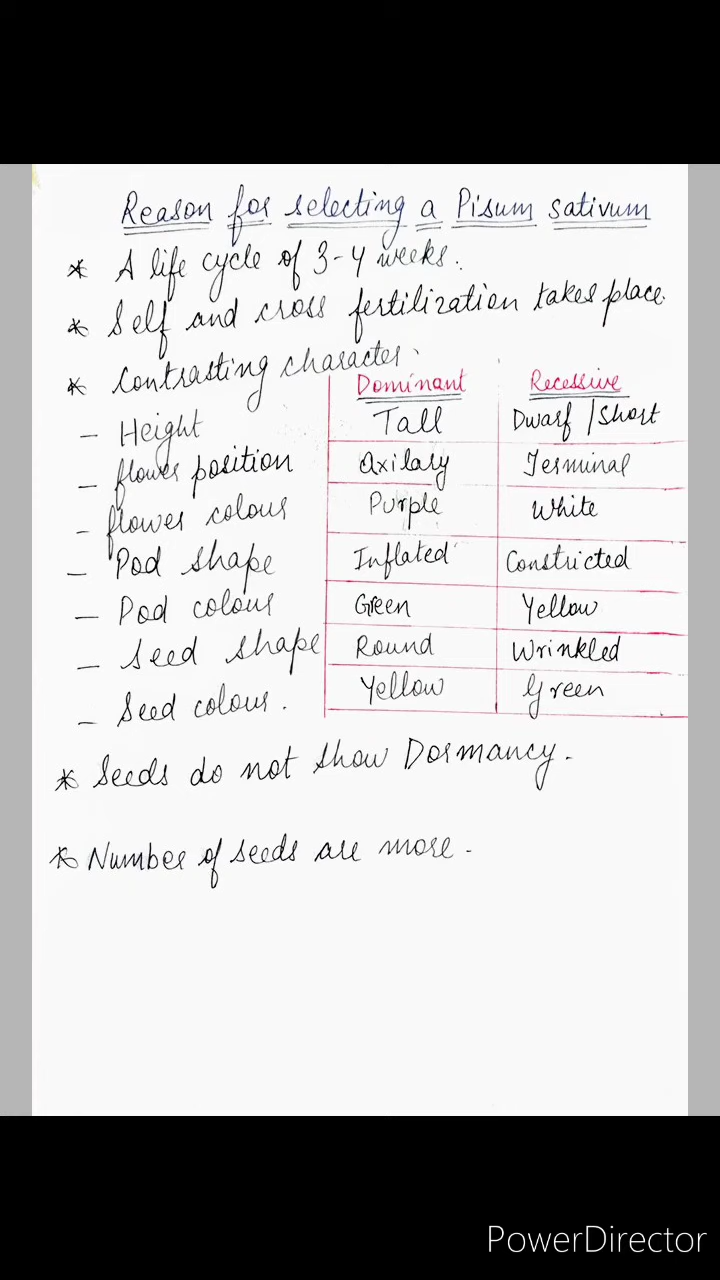 Reason for selecting a Pisum sativum
* A life cycle of 3-4 weeks.
* Self and cross fertilization takes place.
* Contrasting character.
Dominant Recessive
- Height Tall Dwarf / Short
- flower position Axilary Terminal
- flower colour Purple White
- Pod shape Inflated Constricted
- Pod colour Green Yellow
- Seed shape Round Wrinkled
- Seed colour. Yellow Green
* Seeds do not show Dormancy.
* Number of seeds are more.
PowerDirector